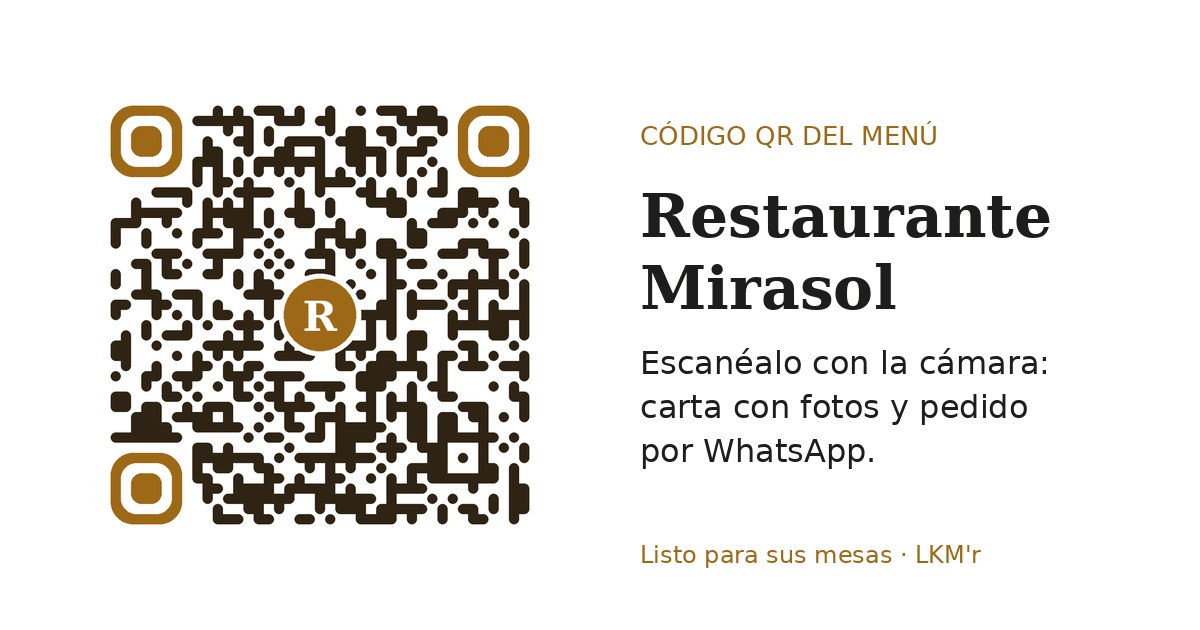 R
CÓDIGO QR DEL MENÚ
Restaurante
Mirasol
Escanéalo con la cámara:
carta con fotos y pedido
por WhatsApp.
Listo para sus mesas · LKM'r